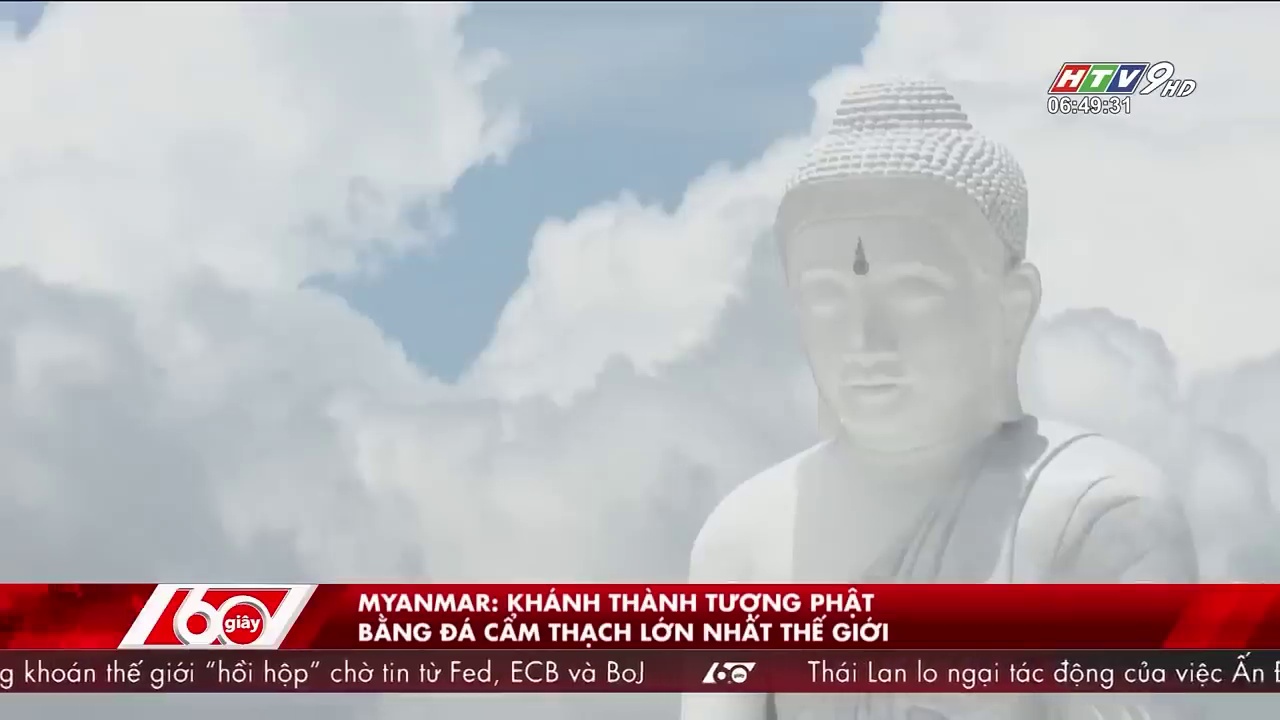 HTV9HD
06:49:31
60 giây
MYANMAR: KHÁNH THÀNH TƯỢNG PHẬT
BẰNG ĐÁ CẨM THẠCH LỚN NHẤT THẾ GIỚI
khoán thế giới “hồi hộp” chờ tin từ Fed, ECB và BoJ 60 giây Thái Lan lo ngại tác động của việc Ấn